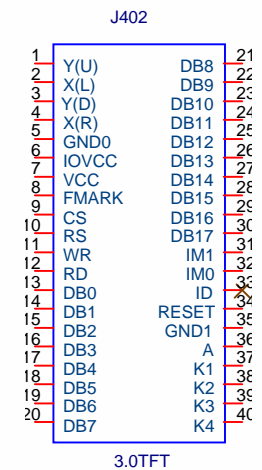 J402
1 Y(U) DB8 21
2 X(L) DB9 22
3 Y(D) DB10 23
4 X(R) DB11 24
5 GND0 DB12 25
6 IOVCC DB13 26
7 VCC DB14 27
8 FMARK DB15 28
9 CS DB16 29
10 RS DB17 30
11 WR IM1 31
12 RD IM0 32
13 DB0 ID 33
14 DB1 RESET 34
15 DB2 GND1 35
16 DB3 A 36
17 DB4 K1 37
18 DB5 K2 38
19 DB6 K3 39
20 DB7 K4 40
3.0TFT